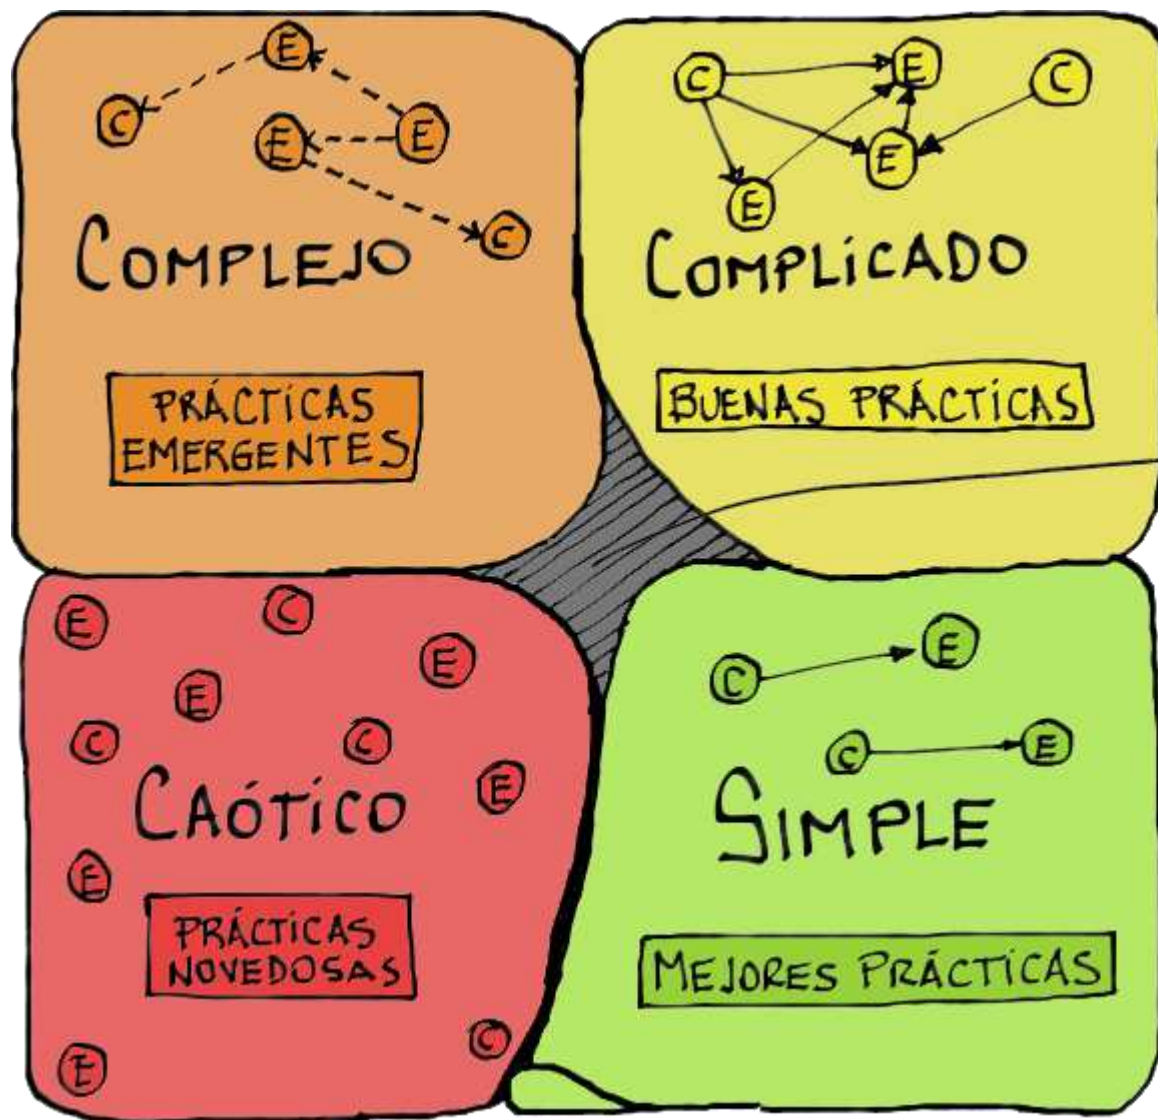 E
C
E
E
C
COMPLEJO
PRÁCTICAS
EMERGENTES
C
E
C
E
E
COMPLICADO
BUENAS PRÁCTICAS
E
C
E
E
C
C
E
CAÓTICO
E
PRÁCTICAS
NOVEDOSAS
E
C
E
C
C
E
SIMPLE
MEJORES PRÁCTICAS